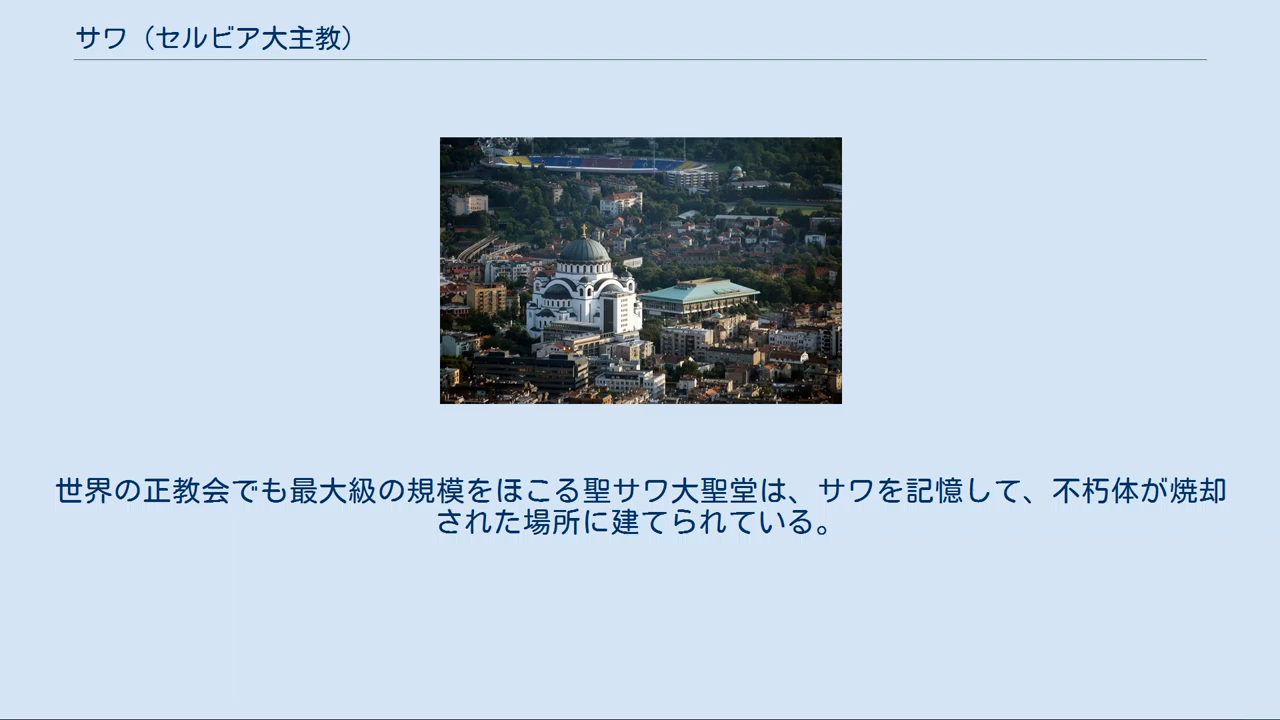 サワ（セルビア大主教）
世界の正教会でも最大級の規模をほこる聖サワ大聖堂は、サワを記憶して、不朽体が焼却
された場所に建てられている。